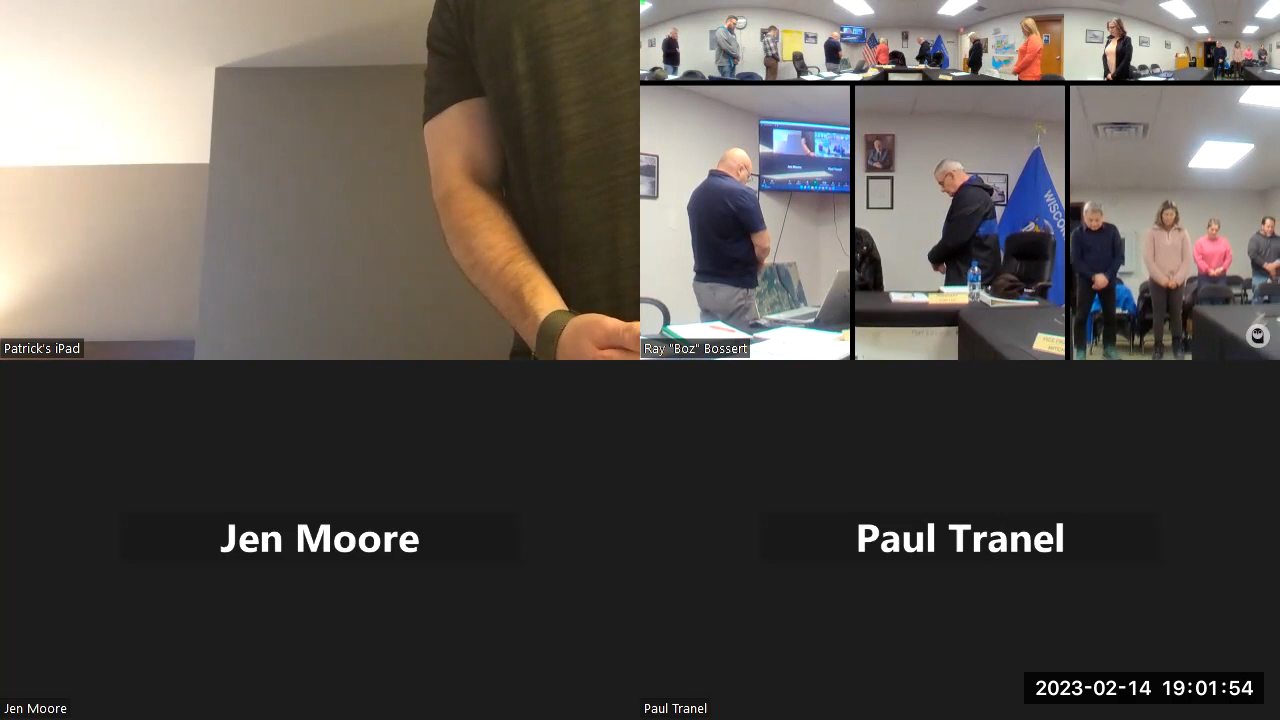 Patrick's iPad
WISCON
Ray "Boz" Bossert
Jen Moore
Paul Tranel
Jen Moore
Paul Tranel
2023-02-14 19:01:54